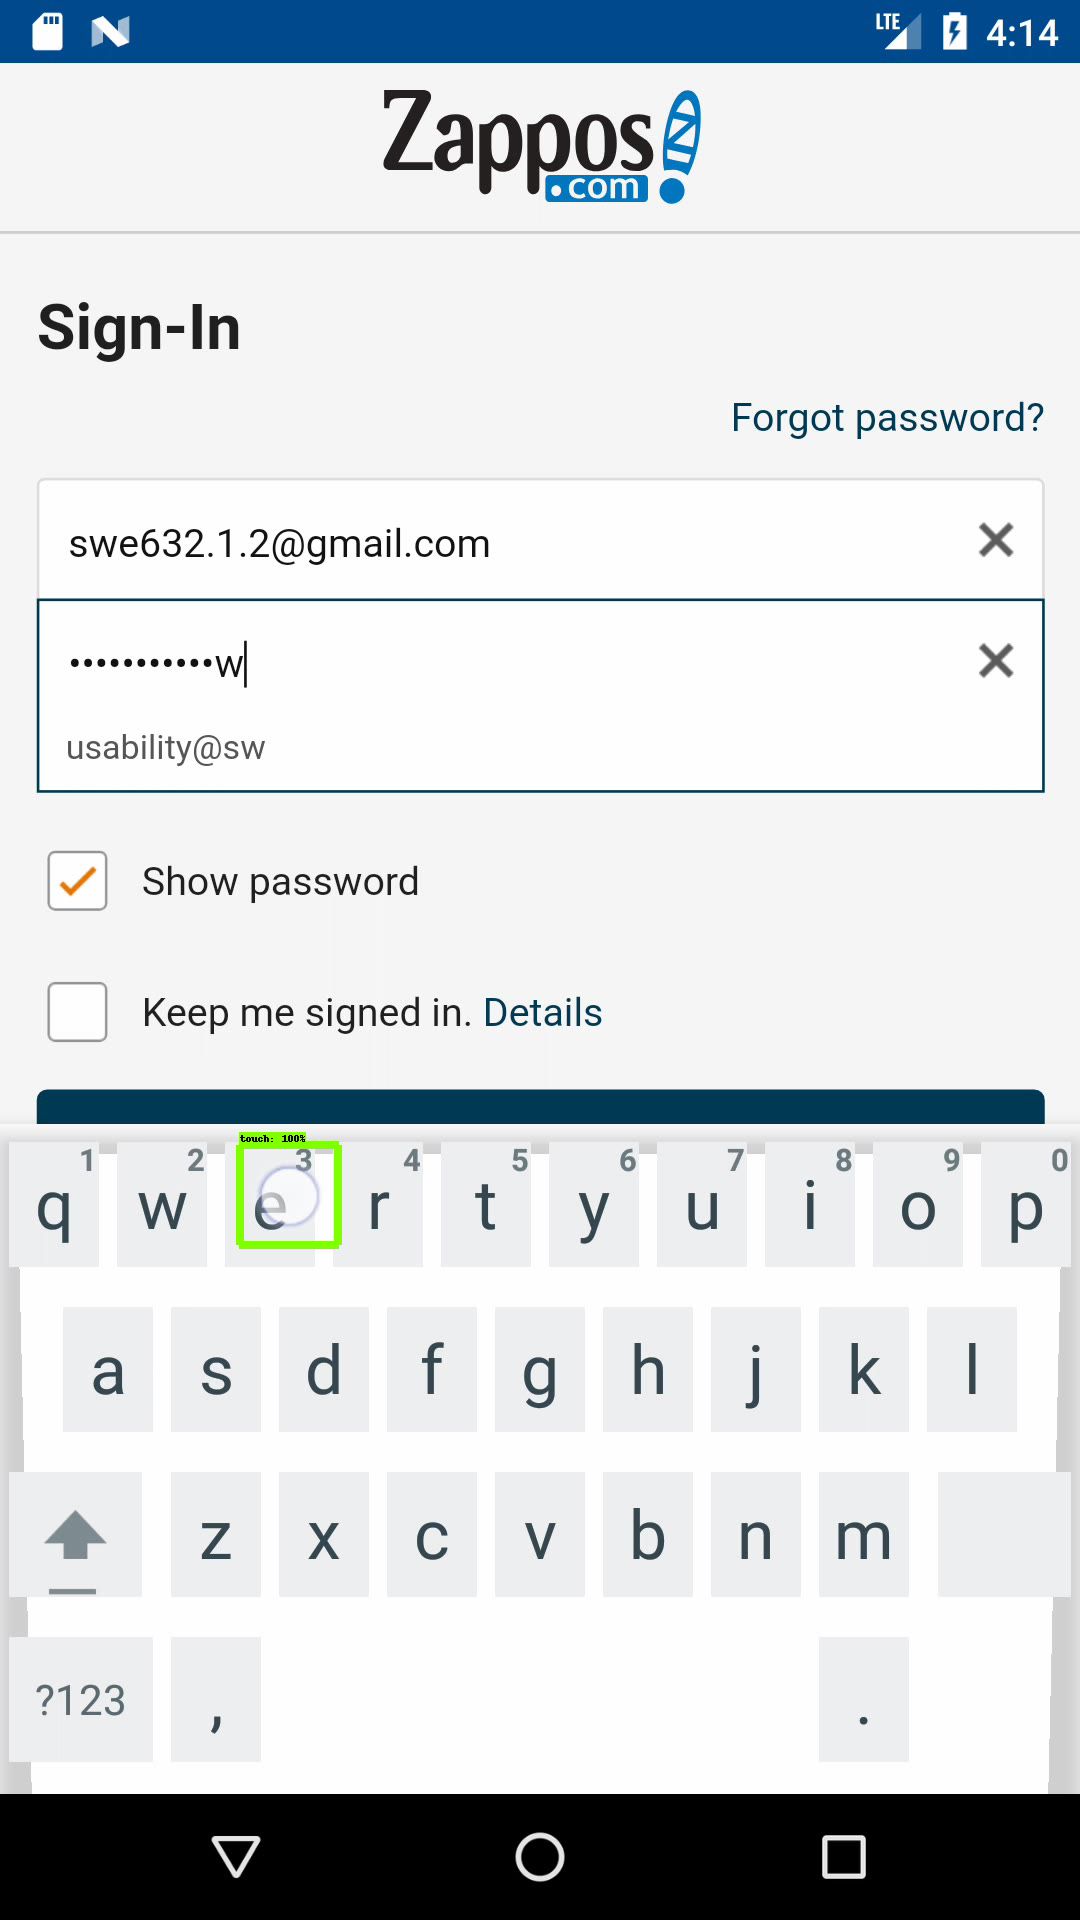 LTE 4:14
Zappos
.com
Sign-In
Forgot password?
swe632.1.2@gmail.com
•••••••••••w
usability@sw
Show password
Keep me signed in. Details
touch: 100%
1 2 3 4 5 6 7 8 9 0
q w e r t y u i o p
a s d f g h j k l
z x c v b n m
?123 , .